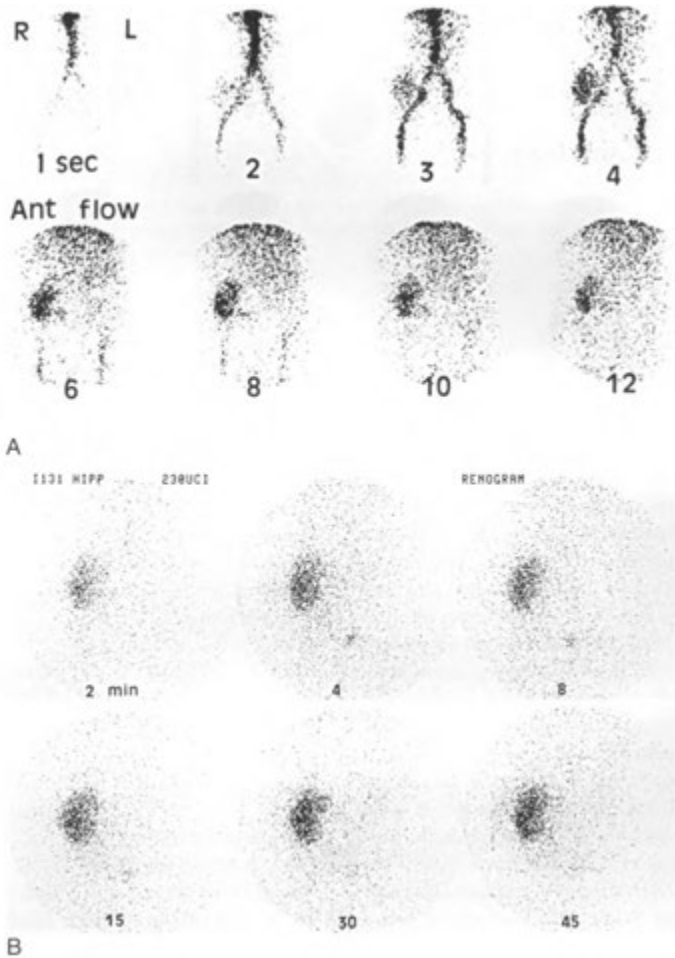 R L
1 sec 2 3 4
Ant flow
6 8 10 12
A
I131 HIPP 230UCI RENOGRAM
2 min 4 8
15 30 45
B